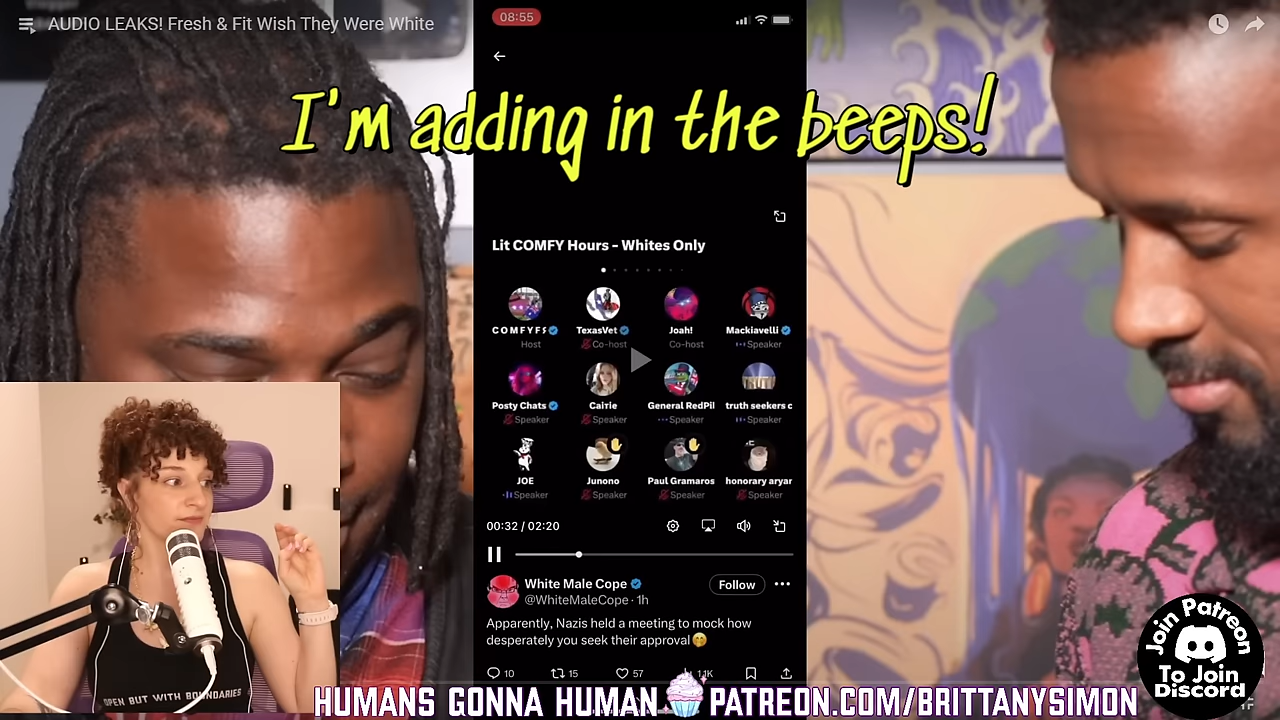 AUDIO LEAKS! Fresh & Fit Wish They Were White
08:55
I'm adding in the beeps!
Lit COMFY Hours - Whites Only
COMFYFS TexasVet Joah! Mackiavelli
Host Co-host Co-host Speaker
Posty Chats Caitie General RedPil truth seekers c
Speaker Speaker Speaker Speaker
JOE Junono Paul Gramaros honorary aryan
Speaker Speaker Speaker Speaker
00:32 / 02:20
White Male Cope Follow
@WhiteMaleCope · 1h
Apparently, Nazis held a meeting to mock how
desperately you seek their approval🤭
10 15 57
OPEN BUT WITH BOUNDARIES
Join Patreon
To Join
Discord
HUMANS GONNA HUMAN PATREON.COM/BRITTANYSIMON